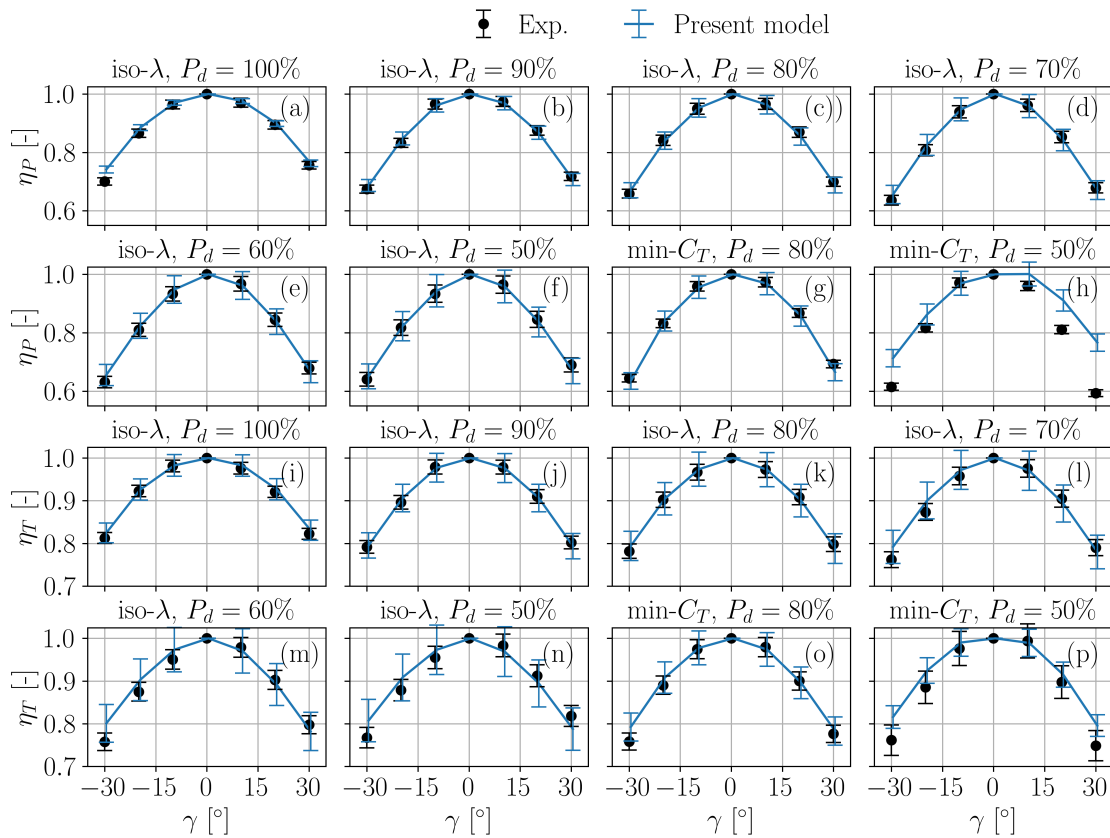 Exp. Present model
iso-λ, P_d = 100% iso-λ, P_d = 90% iso-λ, P_d = 80% iso-λ, P_d = 70%
1.0 (a) (b) (c)) (d)
η_P [-] 0.8
0.6
iso-λ, P_d = 60% iso-λ, P_d = 50% min-C_T, P_d = 80% min-C_T, P_d = 50%
1.0 (e) (f) (g) (h)
η_P [-] 0.8
0.6
iso-λ, P_d = 100% iso-λ, P_d = 90% iso-λ, P_d = 80% iso-λ, P_d = 70%
1.0 (i) (j) (k) (l)
0.9
η_T [-] 0.8
0.7
iso-λ, P_d = 60% iso-λ, P_d = 50% min-C_T, P_d = 80% min-C_T, P_d = 50%
1.0 (m) (n) (o) (p)
0.9
η_T [-] 0.8
0.7
−30 −15 0 15 30 −30 −15 0 15 30 −30 −15 0 15 30 −30 −15 0 15 30
γ [°] γ [°] γ [°] γ [°]